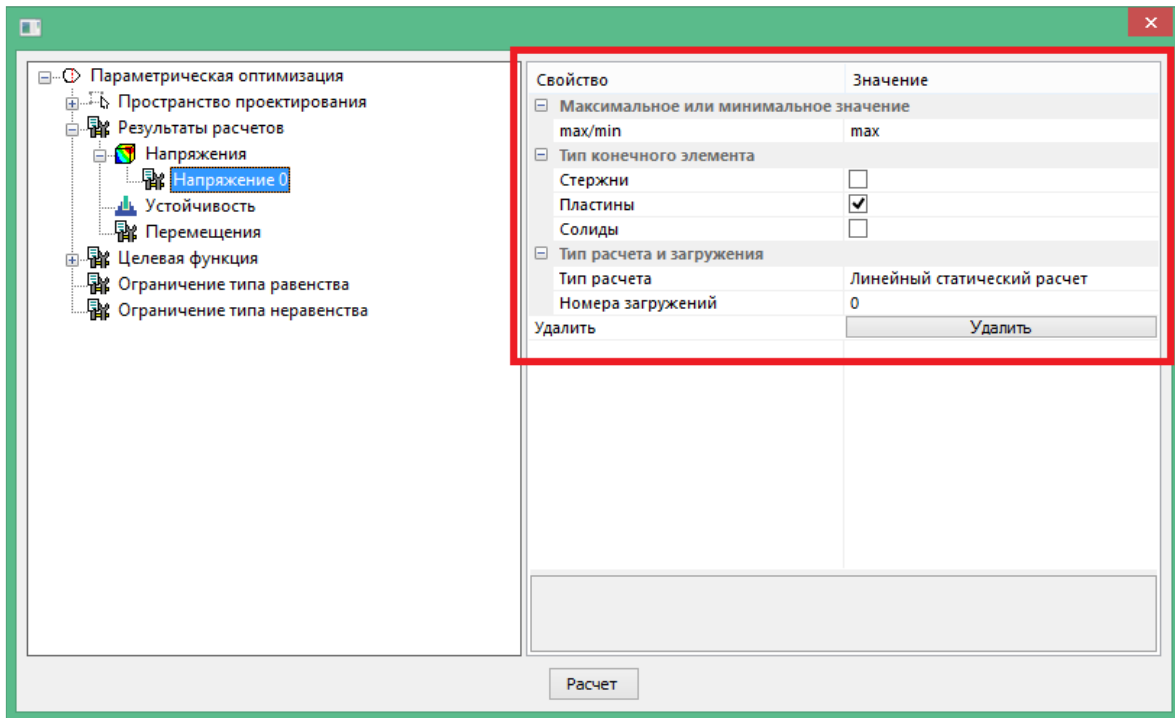 Параметрическая оптимизация
Пространство проектирования
Результаты расчетов
Напряжения
Напряжение 0
Устойчивость
Перемещения
Целевая функция
Ограничение типа равенства
Ограничение типа неравенства
Свойство Значение
Максимальное или минимальное значение
max/min max
Тип конечного элемента
Стержни
Пластины
Солиды
Тип расчета и загружения
Тип расчета Линейный статический расчет
Номера загружений 0
Удалить Удалить
Расчет